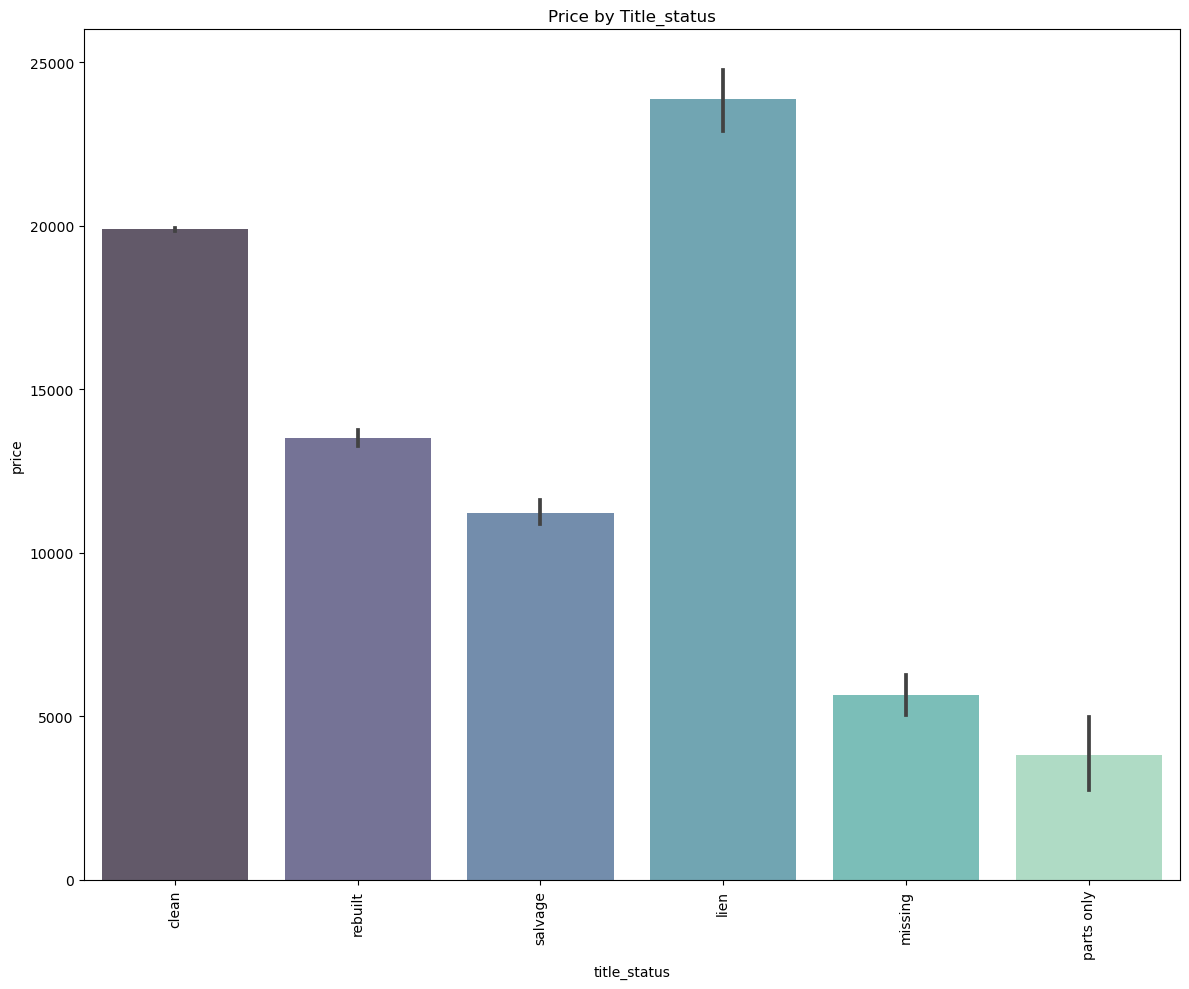 Price by Title_status
25000
20000
15000
10000
5000
0
price
clean
rebuilt
salvage
lien
missing
parts only
title_status